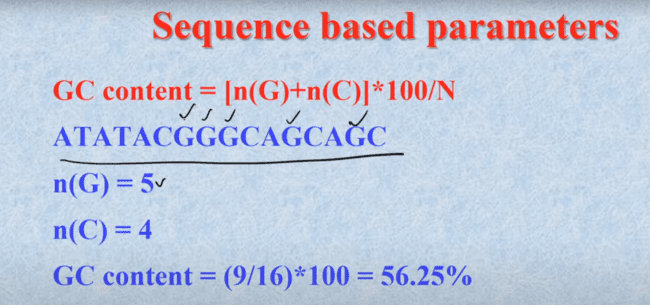 Sequence based parameters
GC content = [n(G)+n(C)]*100/N
ATATACGGGCAGCAGC
n(G) = 5
n(C) = 4
GC content = (9/16)*100 = 56.25%